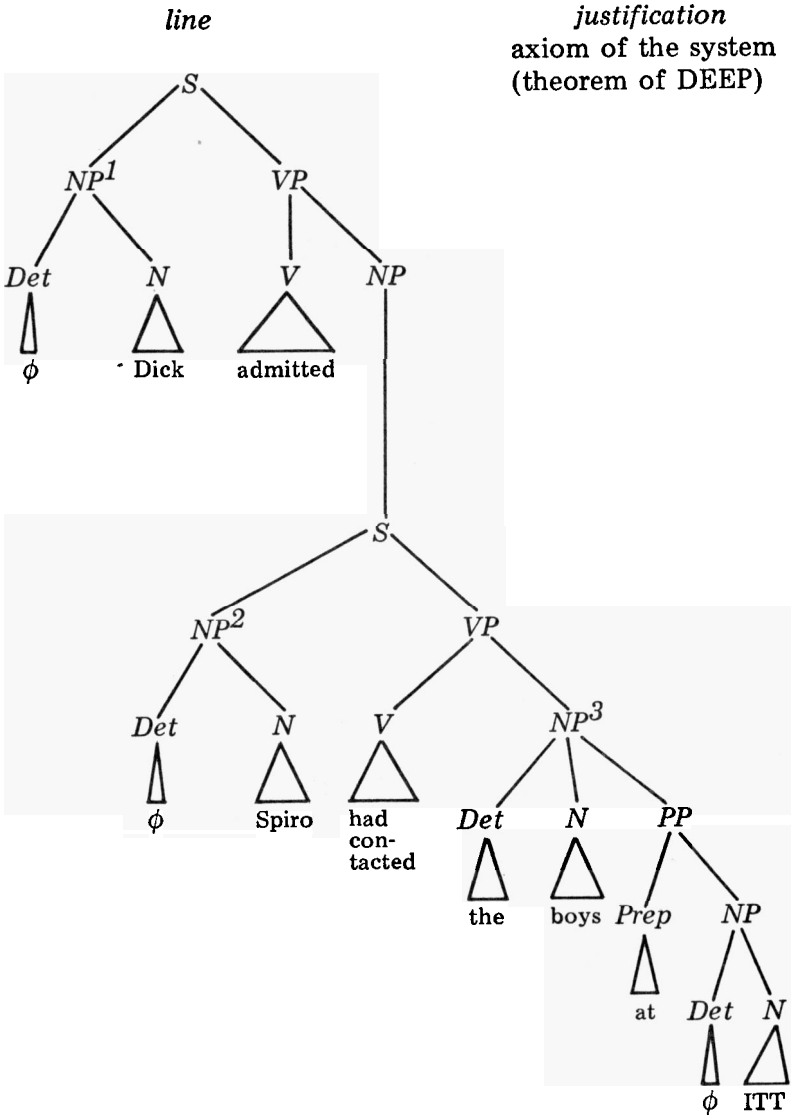 line justification
axiom of the system
(theorem of DEEP)
S
NP1 VP
Det N V NP
ϕ Dick admitted
S
NP2 VP
Det N V NP3
ϕ Spiro had
con-
tacted
Det N PP
the boys Prep NP
at Det N
ϕ ITT